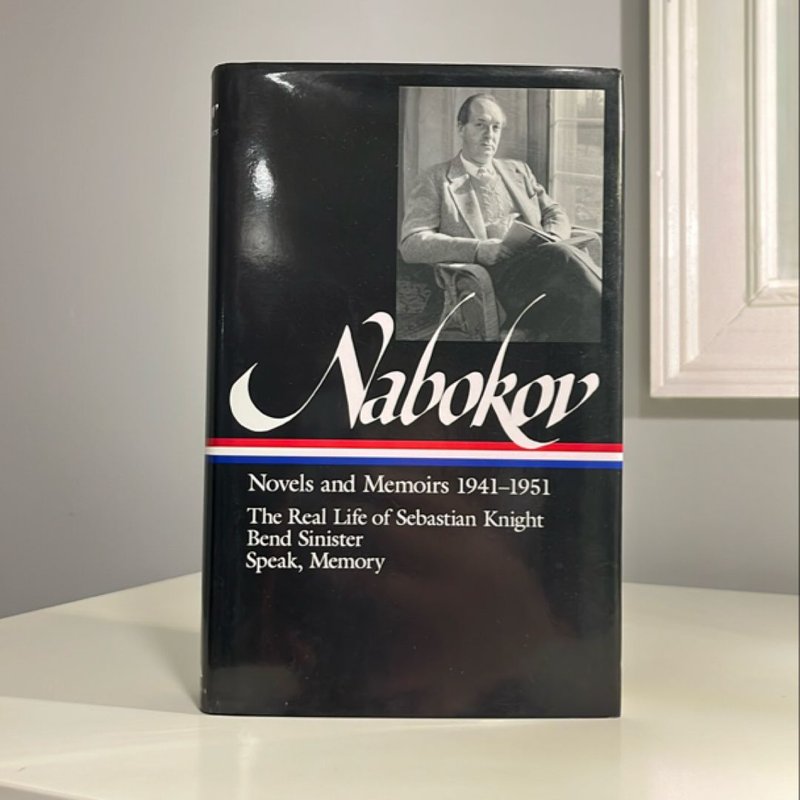 Nabokov
Novels and Memoirs 1941–1951
The Real Life of Sebastian Knight
Bend Sinister
Speak, Memory